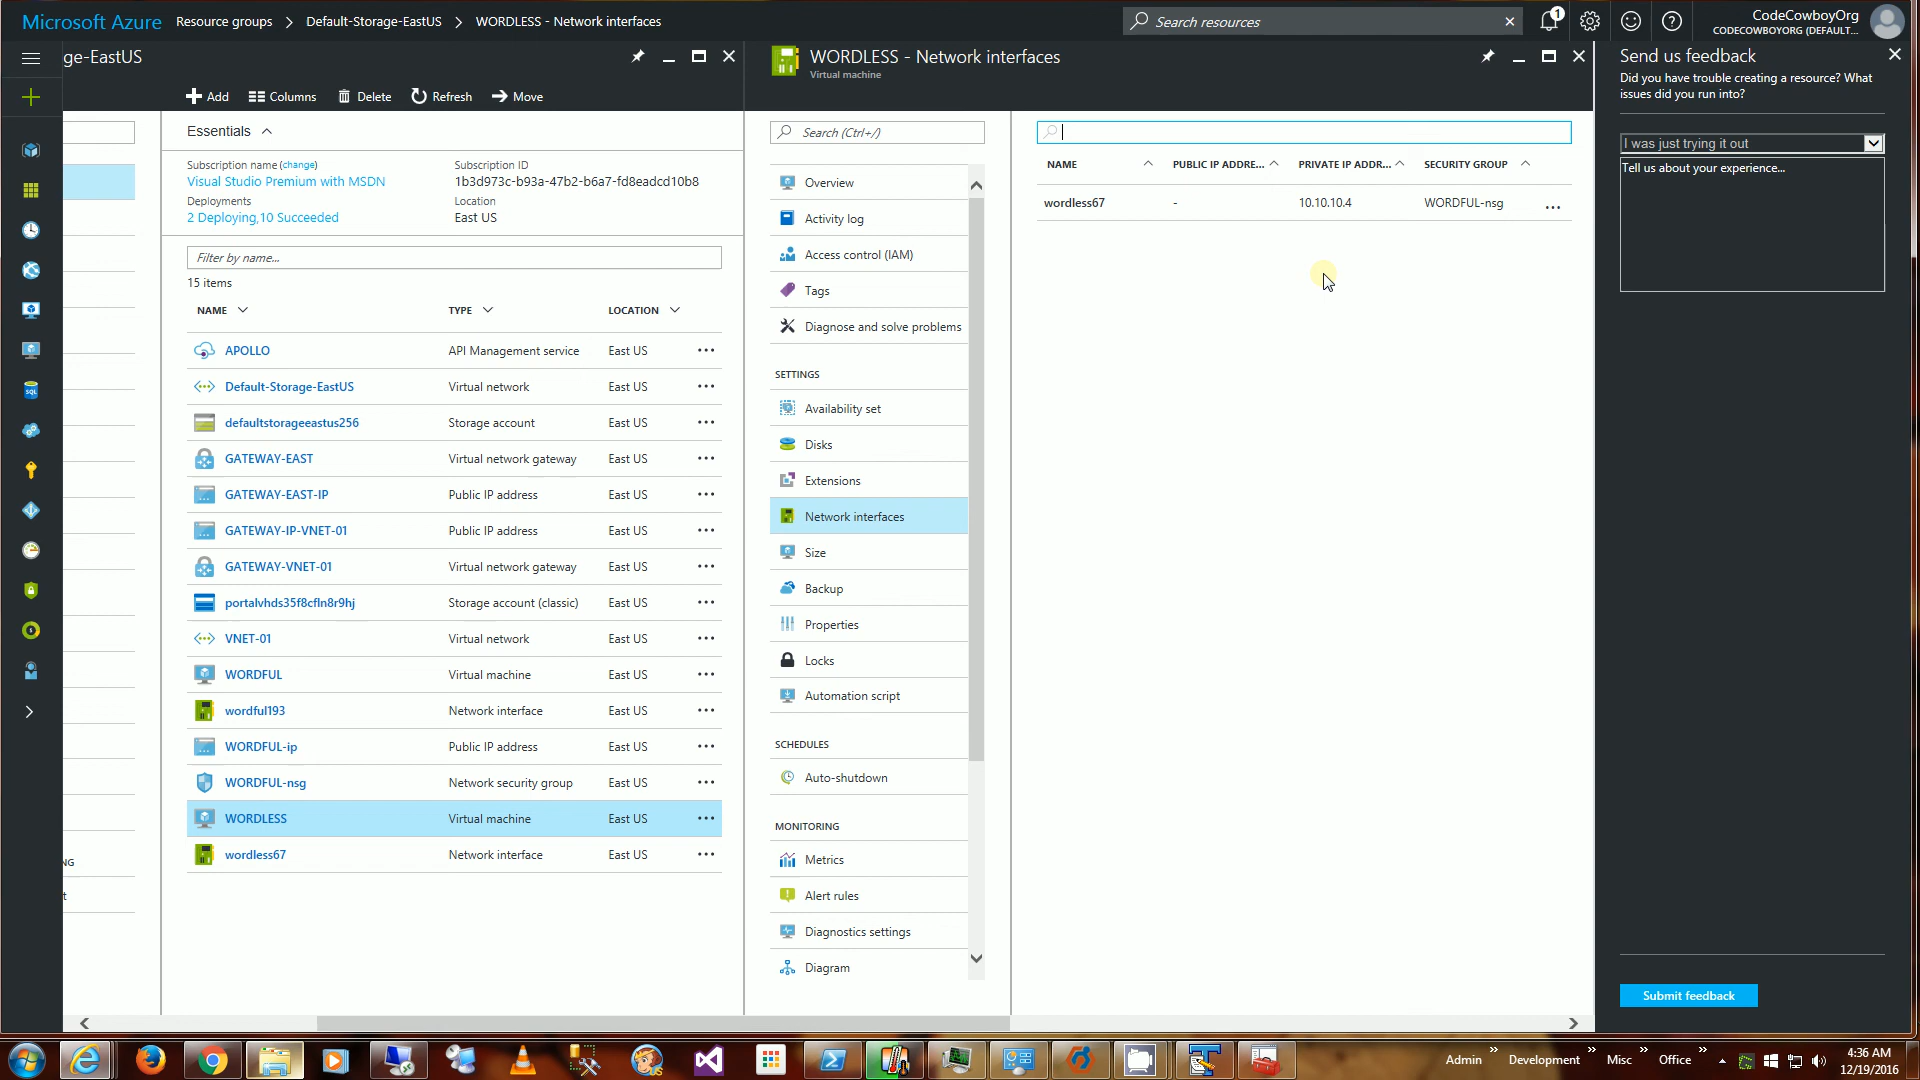 Microsoft Azure Resource groups Default-Storage-EastUS WORDLESS - Network interfaces
Search resources
1
CodeCowboyOrg
CODECOWBOYORG (DEFAULT...
ge-EastUS
Add Columns Delete Refresh Move
Essentials
Subscription name (change)
Visual Studio Premium with MSDN
Deployments
2 Deploying,10 Succeeded
Subscription ID
1b3d973c-b93a-47b2-b6a7-fd8eadcd10b8
Location
East US
Filter by name...
15 items
NAME TYPE LOCATION
APOLLO API Management service East US
Default-Storage-EastUS Virtual network East US
defaultstorageeastus256 Storage account East US
GATEWAY-EAST Virtual network gateway East US
GATEWAY-EAST-IP Public IP address East US
GATEWAY-IP-VNET-01 Public IP address East US
GATEWAY-VNET-01 Virtual network gateway East US
portalvhds35f8cfln8r9hj Storage account (classic) East US
VNET-01 Virtual network East US
WORDFUL Virtual machine East US
wordful193 Network interface East US
WORDFUL-ip Public IP address East US
WORDFUL-nsg Network security group East US
WORDLESS Virtual machine East US
wordless67 Network interface East US
NG
t
WORDLESS - Network interfaces
Virtual machine
Search (Ctrl+/)
Overview
Activity log
Access control (IAM)
Tags
Diagnose and solve problems
SETTINGS
Availability set
Disks
Extensions
Network interfaces
Size
Backup
Properties
Locks
Automation script
SCHEDULES
Auto-shutdown
MONITORING
Metrics
Alert rules
Diagnostics settings
Diagram
NAME PUBLIC IP ADDRE... PRIVATE IP ADDR... SECURITY GROUP
wordless67 - 10.10.10.4 WORDFUL-nsg ...
Send us feedback
Did you have trouble creating a resource? What
issues did you run into?
I was just trying it out
Tell us about your experience...
Submit feedback
Admin Development Misc Office
4:36 AM
12/19/2016